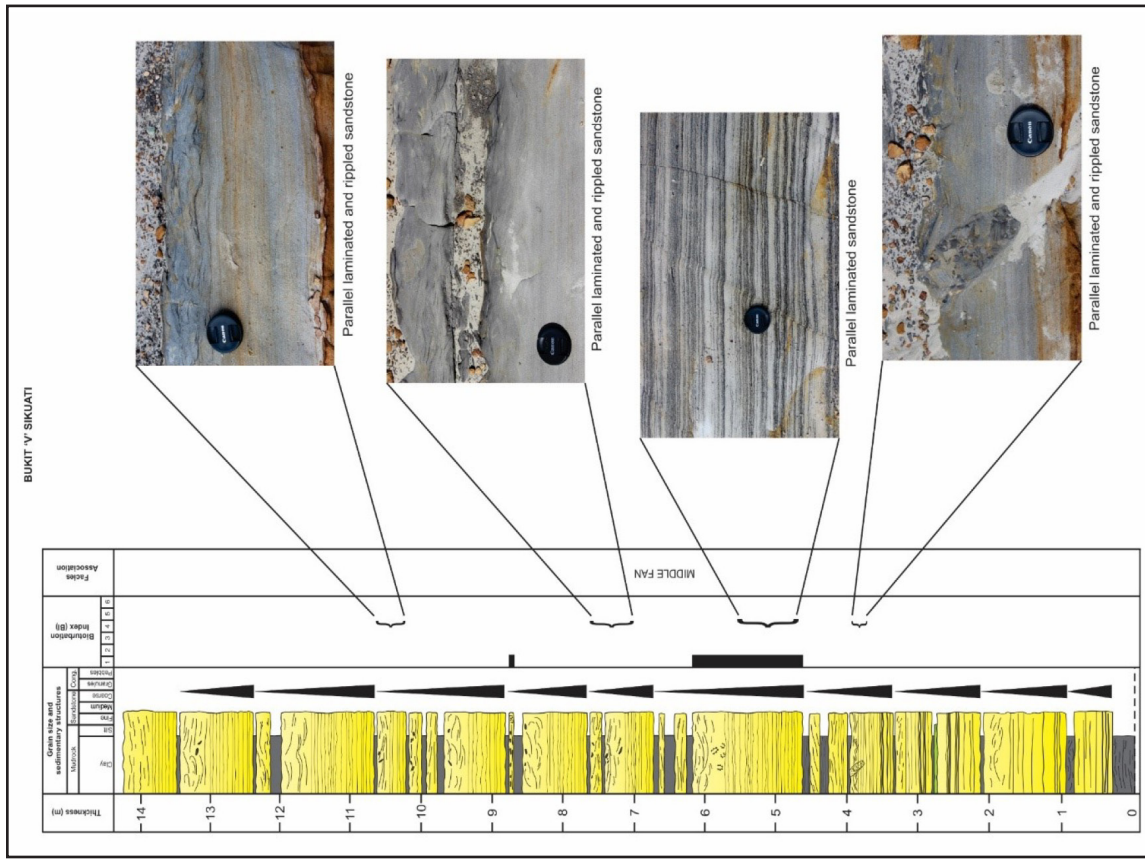 BUKIT 'V' SIKUATI
Thickness (m)
Grain size and
sedimentary structures
Mudrock
Sandstone
Cong.
Clay
Silt
Fine
Medium
Coarse
Granules
Pebbles
Bioturbation
Index (BI)
1 2 3 4 5 6
Facies
Association
14
13
12
11
10
9
8
7
6
5
4
3
2
1
0
MIDDLE FAN
Canon
Parallel laminated and rippled sandstone
Canon
Parallel laminated and rippled sandstone
Canon
Parallel laminated sandstone
Canon
Parallel laminated and rippled sandstone